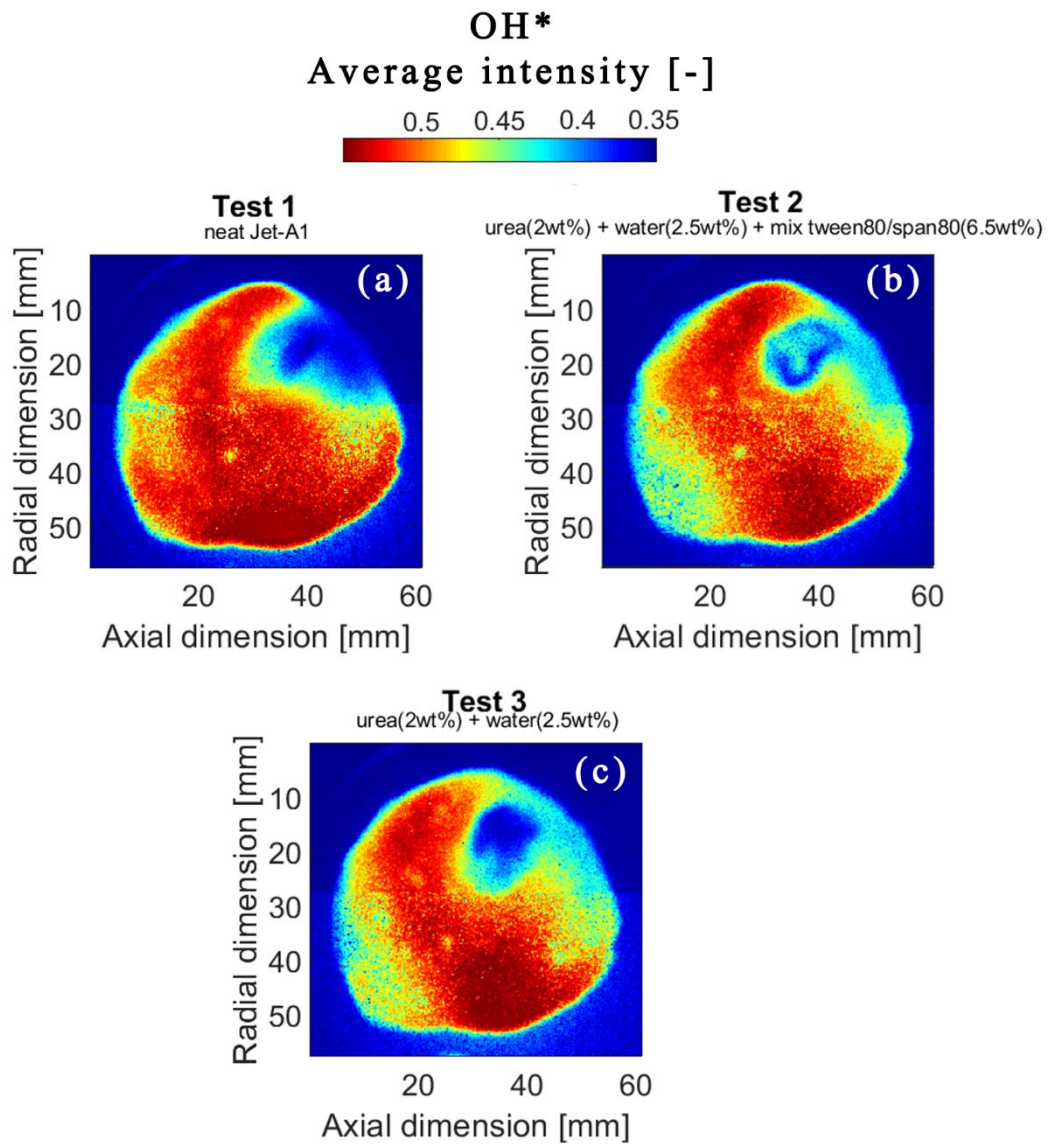 OH*
Average intensity [-]
0.5 0.45 0.4 0.35
Test 1
neat Jet-A1
(a)
Radial dimension [mm]
10
20
30
40
50
20 40 60
Axial dimension [mm]
Test 2
urea(2wt%) + water(2.5wt%) + mix tween80/span80(6.5wt%)
(b)
Radial dimension [mm]
10
20
30
40
50
20 40 60
Axial dimension [mm]
Test 3
urea(2wt%) + water(2.5wt%)
(c)
Radial dimension [mm]
10
20
30
40
50
20 40 60
Axial dimension [mm]